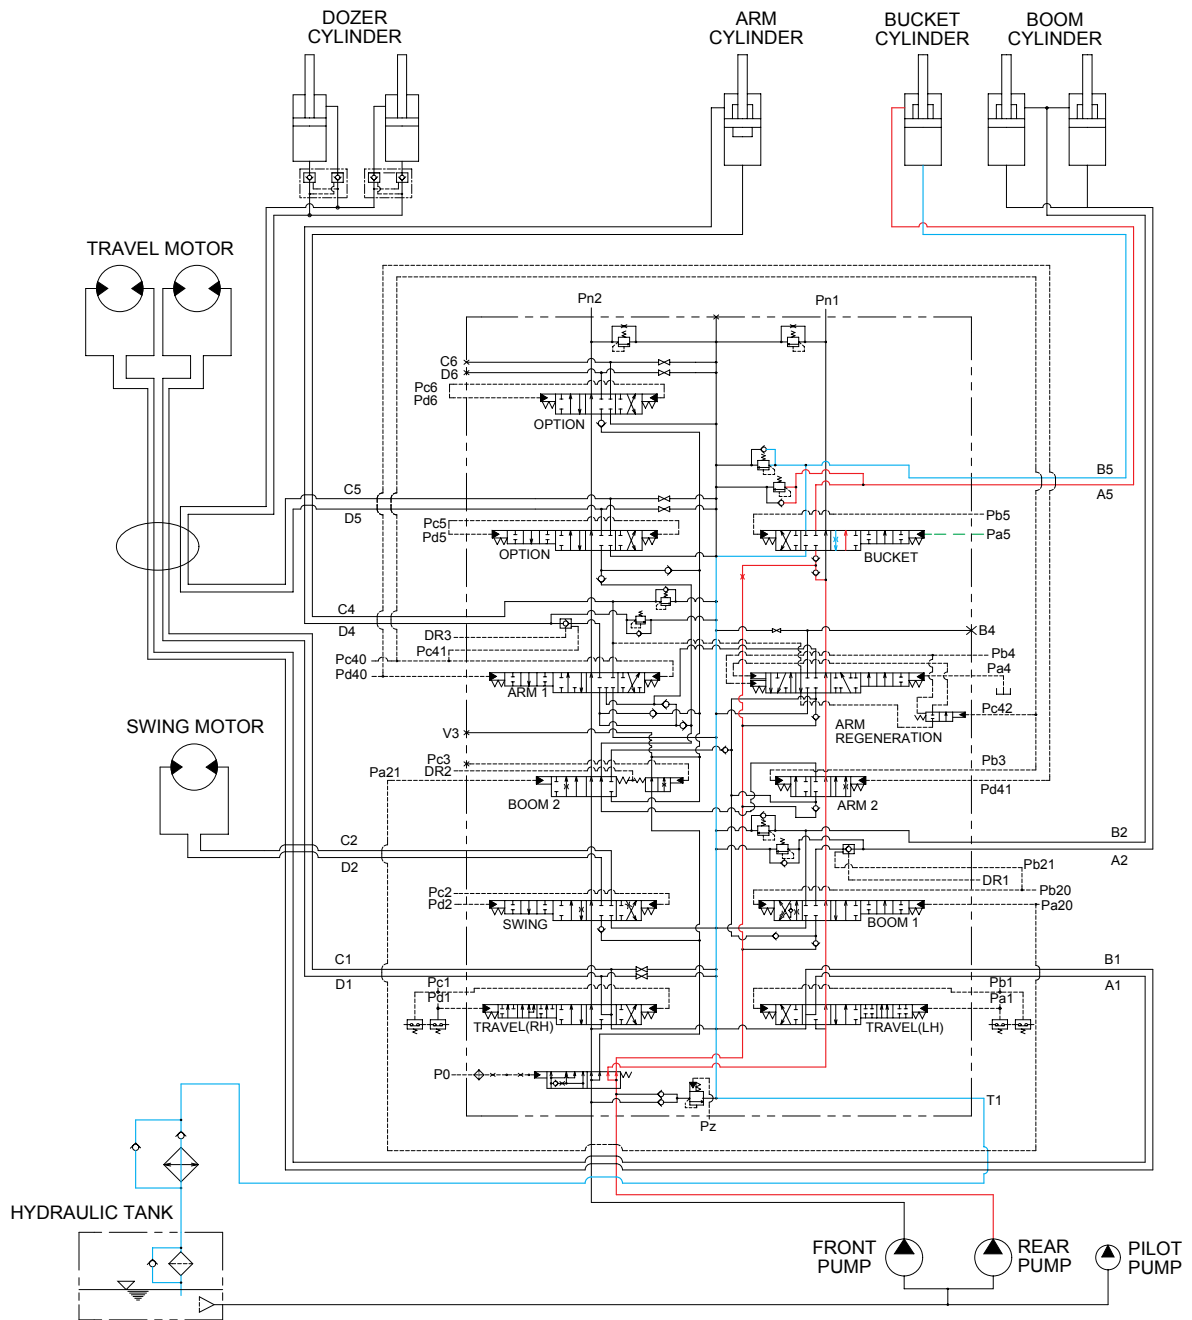 DOZER
CYLINDER
ARM
CYLINDER
BUCKET
CYLINDER
BOOM
CYLINDER
TRAVEL MOTOR
Pn2
Pn1
C6
D6
Pc6
Pd6
OPTION
B5
A5
C5
D5
Pc5
Pd5
OPTION
Pb5
Pa5
BUCKET
C4
D4
DR3
Pc41
Pc40
Pd40
ARM 1
B4
Pb4
Pa4
Pc42
ARM
REGENERATION
SWING MOTOR
V3
Pc3
DR2
Pa21
BOOM 2
Pb3
Pd41
ARM 2
C2
D2
B2
A2
Pb21
DR1
Pc2
Pd2
SWING
Pb20
Pa20
BOOM 1
C1
D1
B1
A1
Pc1
Pd1
TRAVEL(RH)
Pb1
Pa1
TRAVEL(LH)
P0
Pz
T1
HYDRAULIC TANK
FRONT
PUMP
REAR
PUMP
PILOT
PUMP